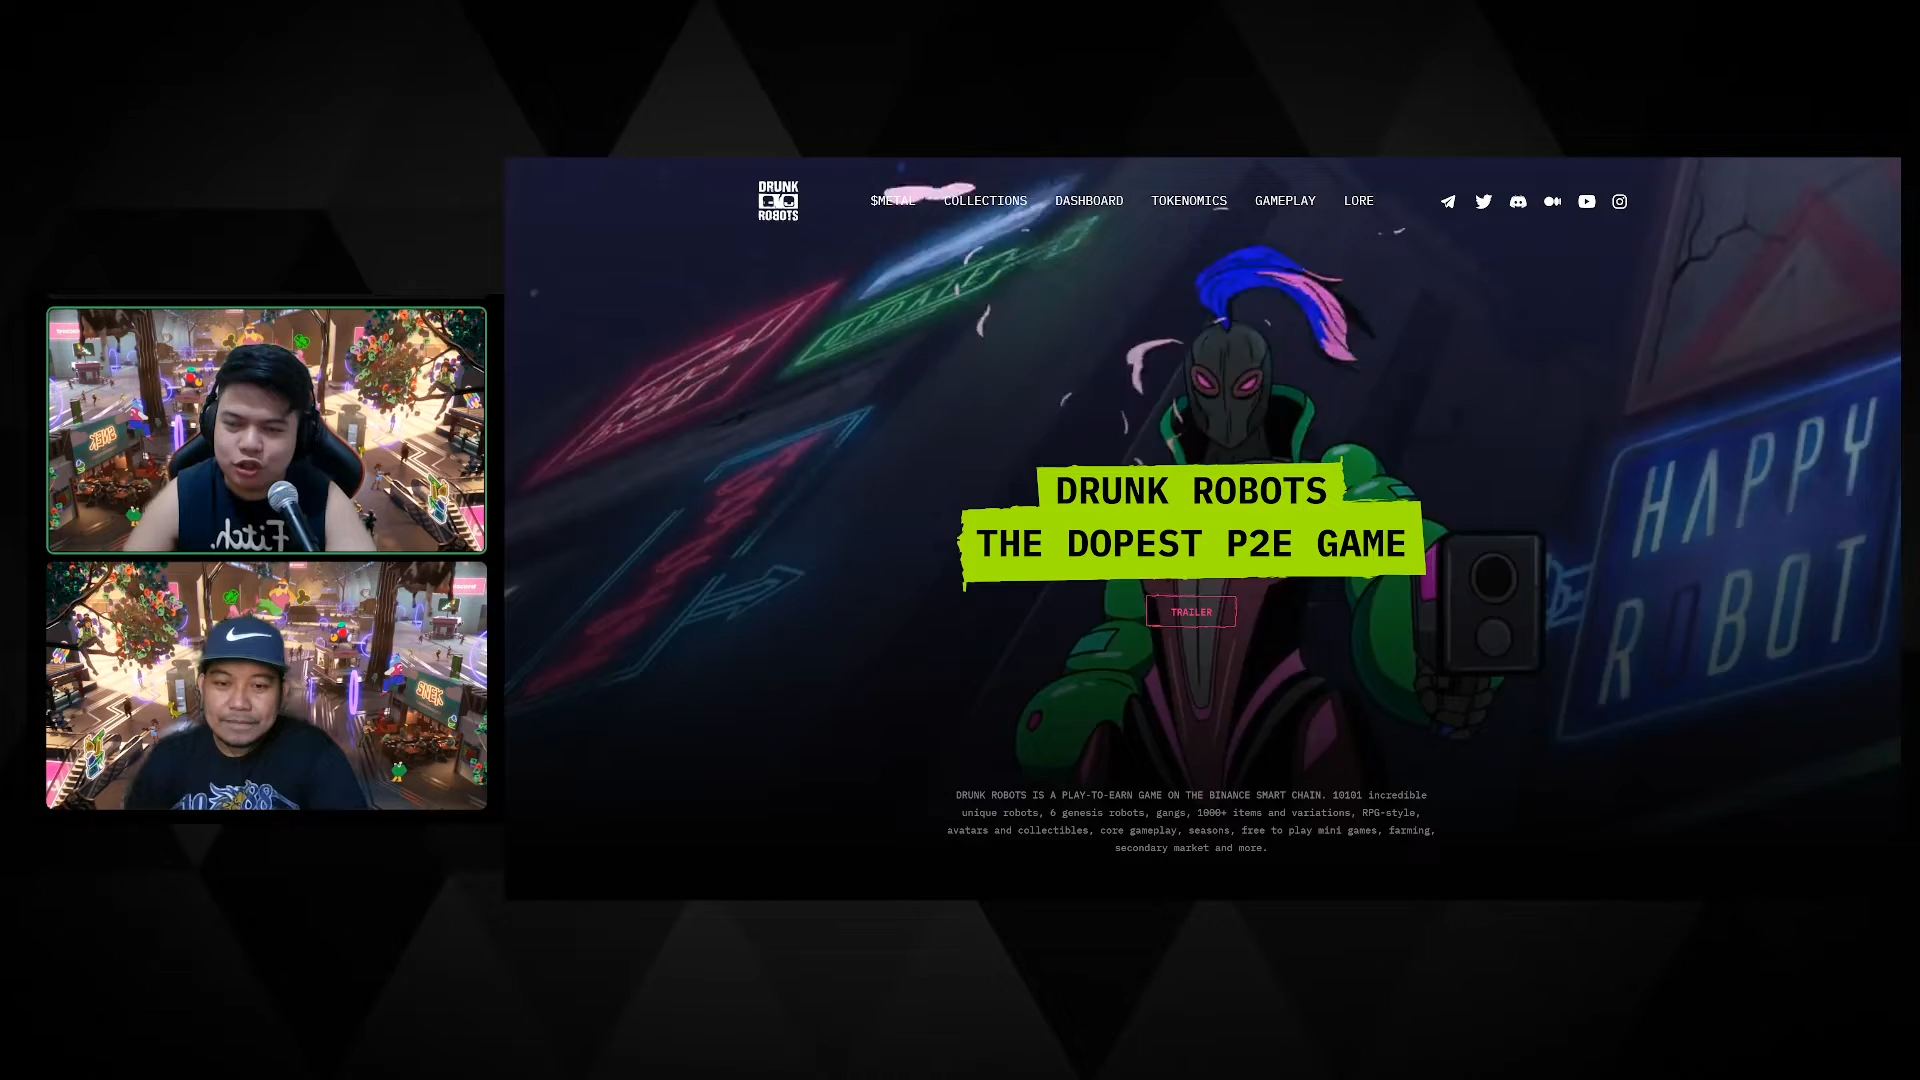 DRUNK
ROBOTS
$METAL COLLECTIONS DASHBOARD TOKENOMICS GAMEPLAY LORE
UPDATE
DRUNK ROBOTS
THE DOPEST P2E GAME
TRAILER
HAPPY
ROBOT
DRUNK ROBOTS IS A PLAY-TO-EARN GAME ON THE BINANCE SMART CHAIN. 10101 incredible
unique robots, 6 genesis robots, gangs, 1000+ items and variations, RPG-style,
avatars and collectibles, core gameplay, seasons, free to play mini games, farming,
secondary market and more.
SNEK
Fitch.
SNEK